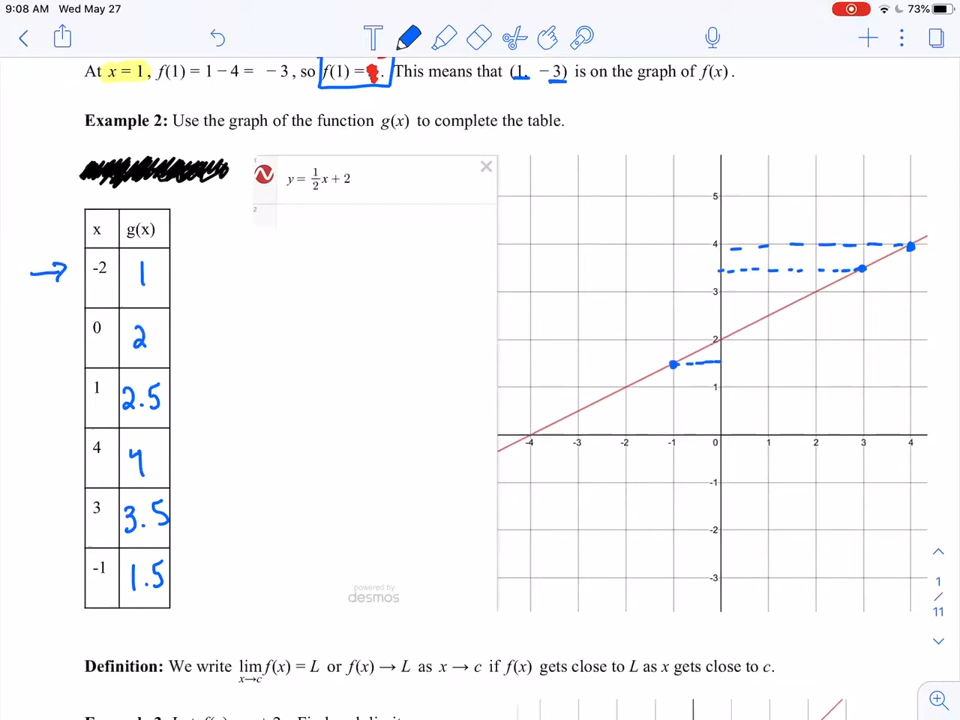 9:08 AM Wed May 27
73%
At x = 1, f(1) = 1 − 4 = − 3, so f(1) = . This means that (1, − 3) is on the graph of f(x).
Example 2: Use the graph of the function g(x) to complete the table.
1
y = 1/2 x + 2
2
x g(x)
-2 1
0 2
1 2.5
4 4
3 3.5
-1 1.5
5
4
3
2
1
-4 -3 -2 -1 0 1 2 3 4
-1
-2
-3
powered by
desmos
1
/
11
Definition: We write lim f(x) = L or f(x) → L as x → c if f(x) gets close to L as x gets close to c.
x→c